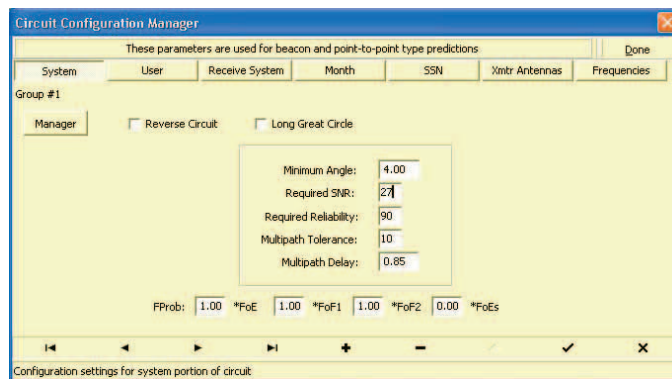 Circuit Configuration Manager
These parameters are used for beacon and point-to-point type predictions Done
System User Receive System Month SSN Xmtr Antennas Frequencies
Group #1
Manager Reverse Circuit Long Great Circle
Minimum Angle: 4.00
Required SNR: 27
Required Reliability: 90
Multipath Tolerance: 10
Multipath Delay: 0.85
FProb: 1.00 *FoE 1.00 *FoF1 1.00 *FoF2 0.00 *FoEs
Configuration settings for system portion of circuit